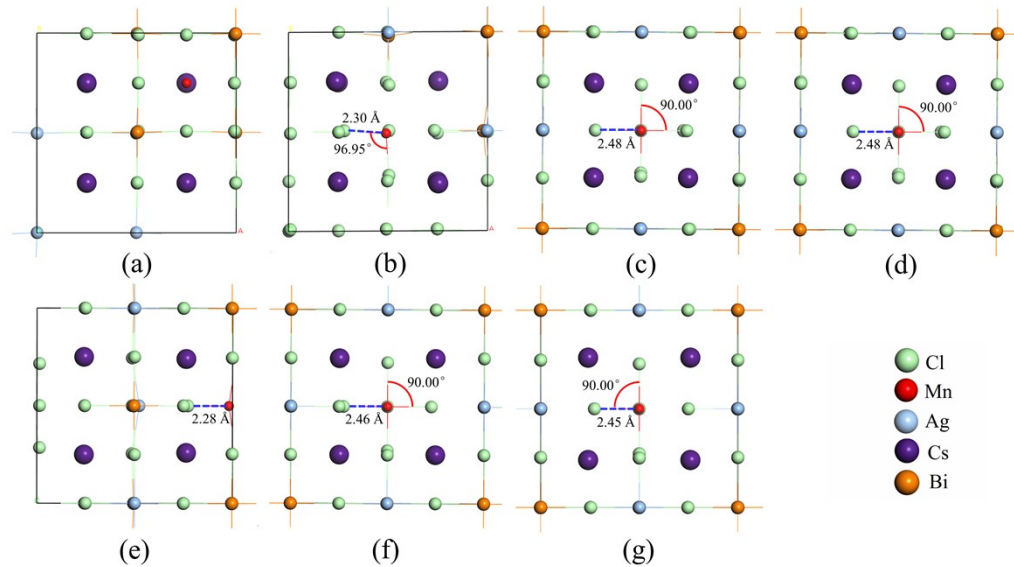 2.30 Å
96.95°
90.00°
2.48 Å
90.00°
2.48 Å
A
A
(a)
(b)
(c)
(d)
2.28 Å
90.00°
2.46 Å
90.00°
2.45 Å
Cl
Mn
Ag
Cs
Bi
(e)
(f)
(g)